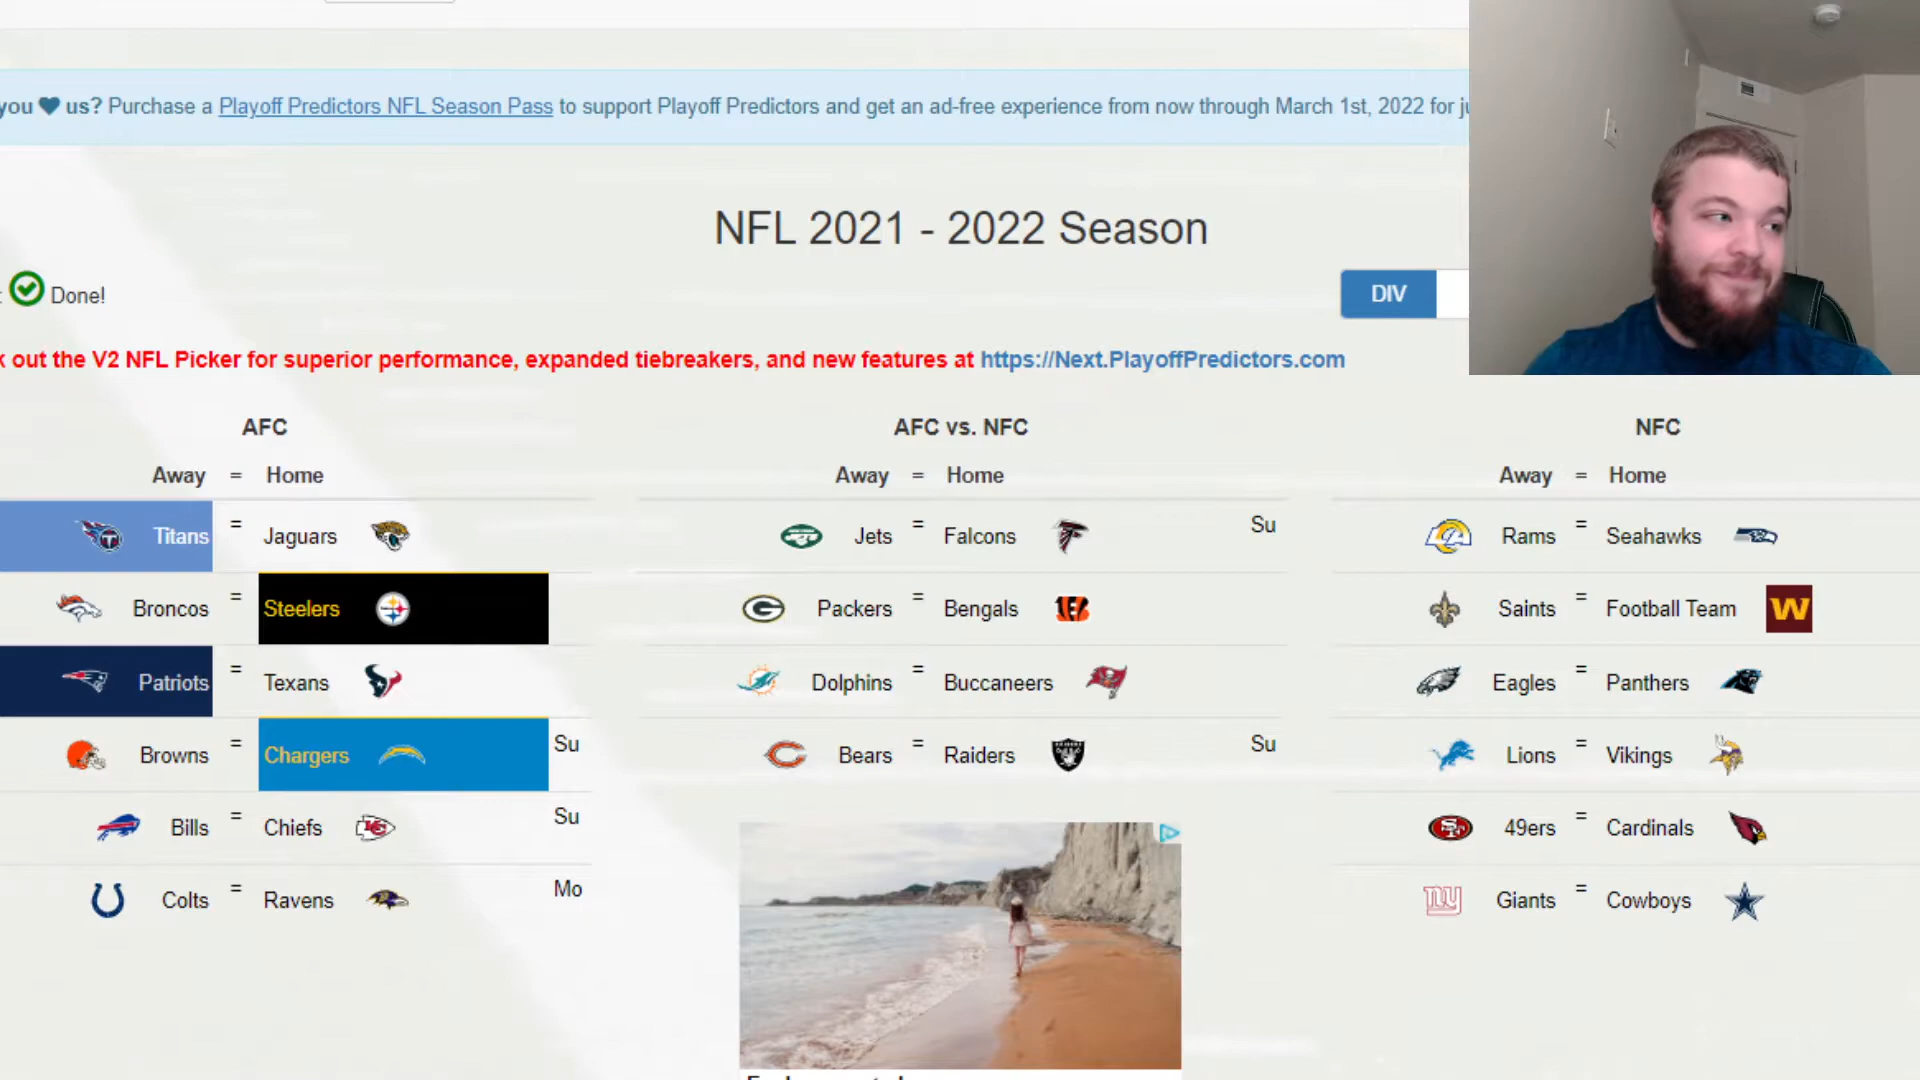 you us? Purchase a Playoff Predictors NFL Season Pass to support Playoff Predictors and get an ad-free experience from now through March 1st, 2022 for
NFL 2021 - 2022 Season
Done!
DIV
out the V2 NFL Picker for superior performance, expanded tiebreakers, and new features at https://Next.PlayoffPredictors.com
AFC
Away = Home
Titans = Jaguars
Broncos = Steelers
Patriots = Texans
Browns = Chargers Su
Bills = Chiefs Su
Colts = Ravens Mo
AFC vs. NFC
Away = Home
Jets = Falcons Su
Packers = Bengals
Dolphins = Buccaneers
Bears = Raiders Su
NFC
Away = Home
Rams = Seahawks
Saints = Football Team W
Eagles = Panthers
Lions = Vikings
49ers = Cardinals
Giants = Cowboys